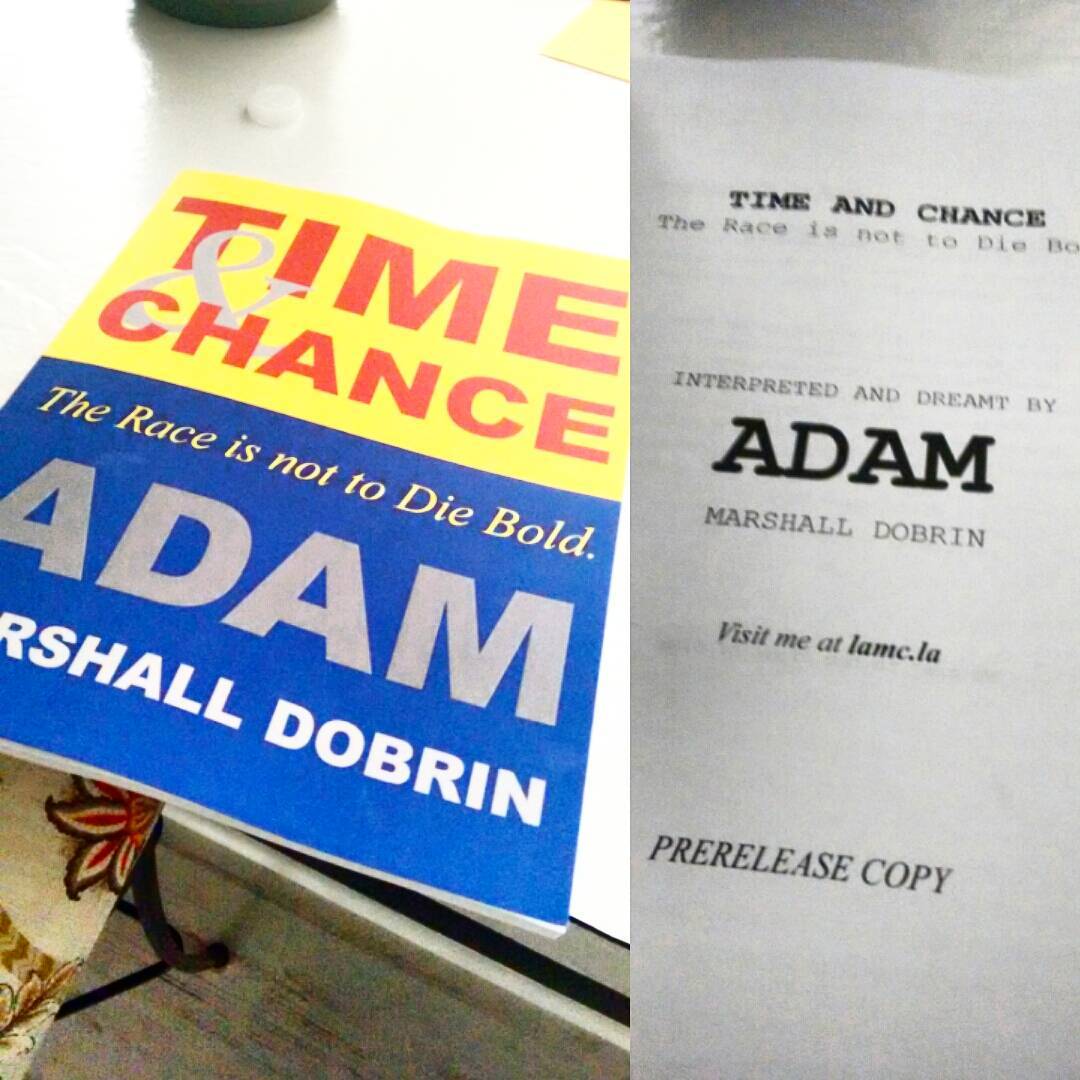 TIME
&
CHANCE
The Race is not to Die Bold.
ADAM
RSHALL DOBRIN
TIME AND CHANCE
The Race is not to Die Bo
INTERPRETED AND DREAMT BY
ADAM
MARSHALL DOBRIN
Visit me at lamc.la
PRERELEASE COPY